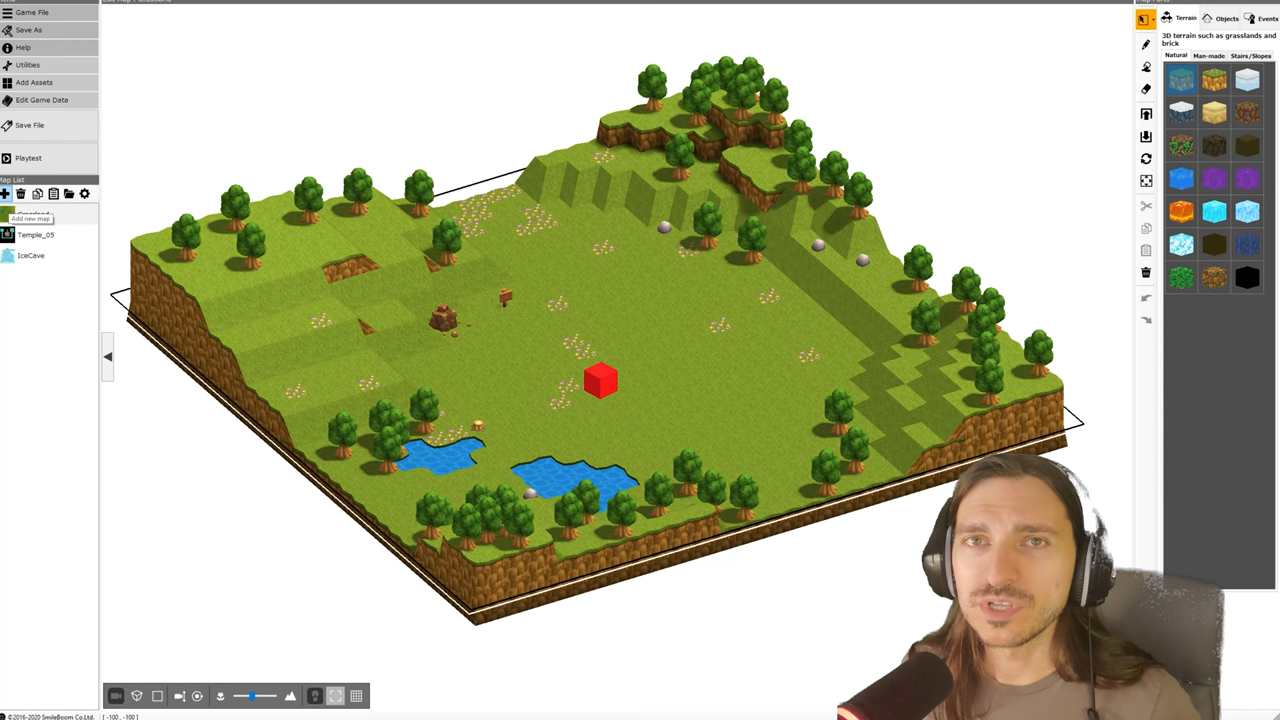 Game File
Save As
Help
Utilities
Add Assets
Edit Game Data
Save File
Playtest
Map List
Add new map
Temple_05
IceCave
Terrain
Objects
Events
3D terrain such as grasslands and
brick
Natural
Man-made
Stairs/Slopes
©2016-2020 SmileBoom Co.Ltd.
[ -100 , -100 ]